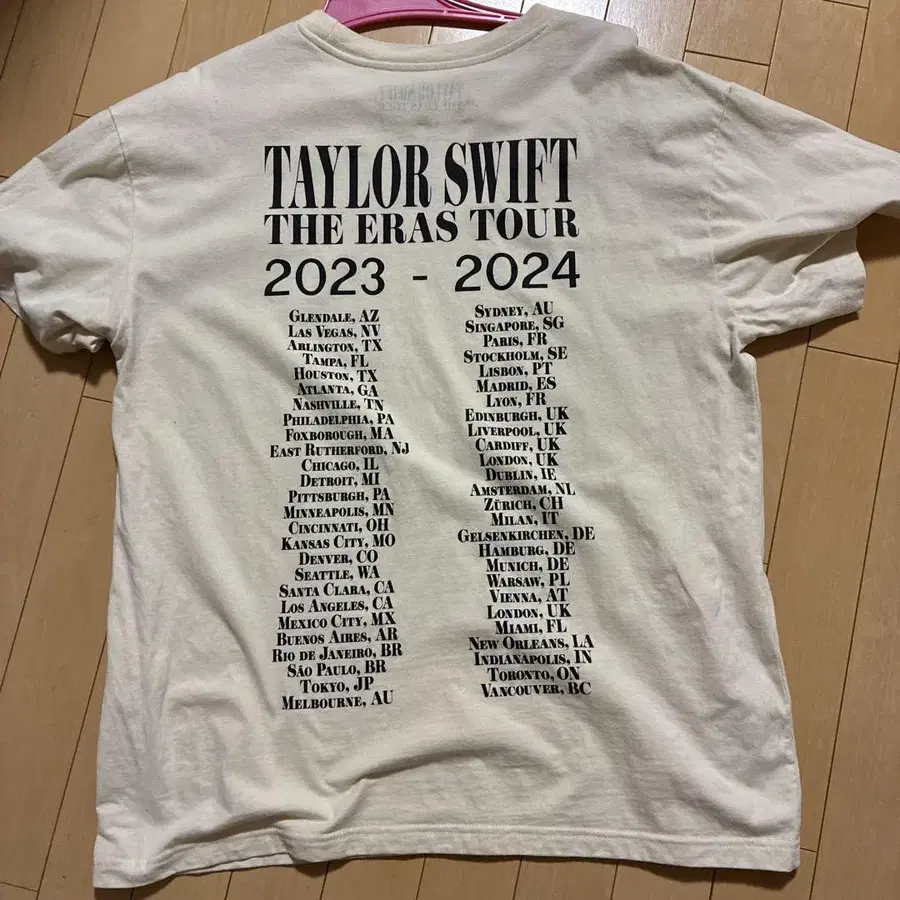 TAYLOR SWIFT
THE ERAS TOUR
2023 - 2024
GLENDALE, AZ
LAS VEGAS, NV
ARLINGTON, TX
TAMPA, FL
HOUSTON, TX
ATLANTA, GA
NASHVILLE, TN
PHILADELPHIA, PA
FOXBOROUGH, MA
EAST RUTHERFORD, NJ
CHICAGO, IL
DETROIT, MI
PITTSBURGH, PA
MINNEAPOLIS, MN
CINCINNATI, OH
KANSAS CITY, MO
DENVER, CO
SEATTLE, WA
SANTA CLARA, CA
LOS ANGELES, CA
MEXICO CITY, MX
BUENOS AIRES, AR
RIO DE JANEIRO, BR
SÃO PAULO, BR
TOKYO, JP
MELBOURNE, AU
SYDNEY, AU
SINGAPORE, SG
PARIS, FR
STOCKHOLM, SE
LISBON, PT
MADRID, ES
LYON, FR
EDINBURGH, UK
LIVERPOOL, UK
CARDIFF, UK
LONDON, UK
DUBLIN, IE
AMSTERDAM, NL
ZÜRICH, CH
MILAN, IT
GELSENKIRCHEN, DE
HAMBURG, DE
MUNICH, DE
WARSAW, PL
VIENNA, AT
LONDON, UK
MIAMI, FL
NEW ORLEANS, LA
INDIANAPOLIS, IN
TORONTO, ON
VANCOUVER, BC